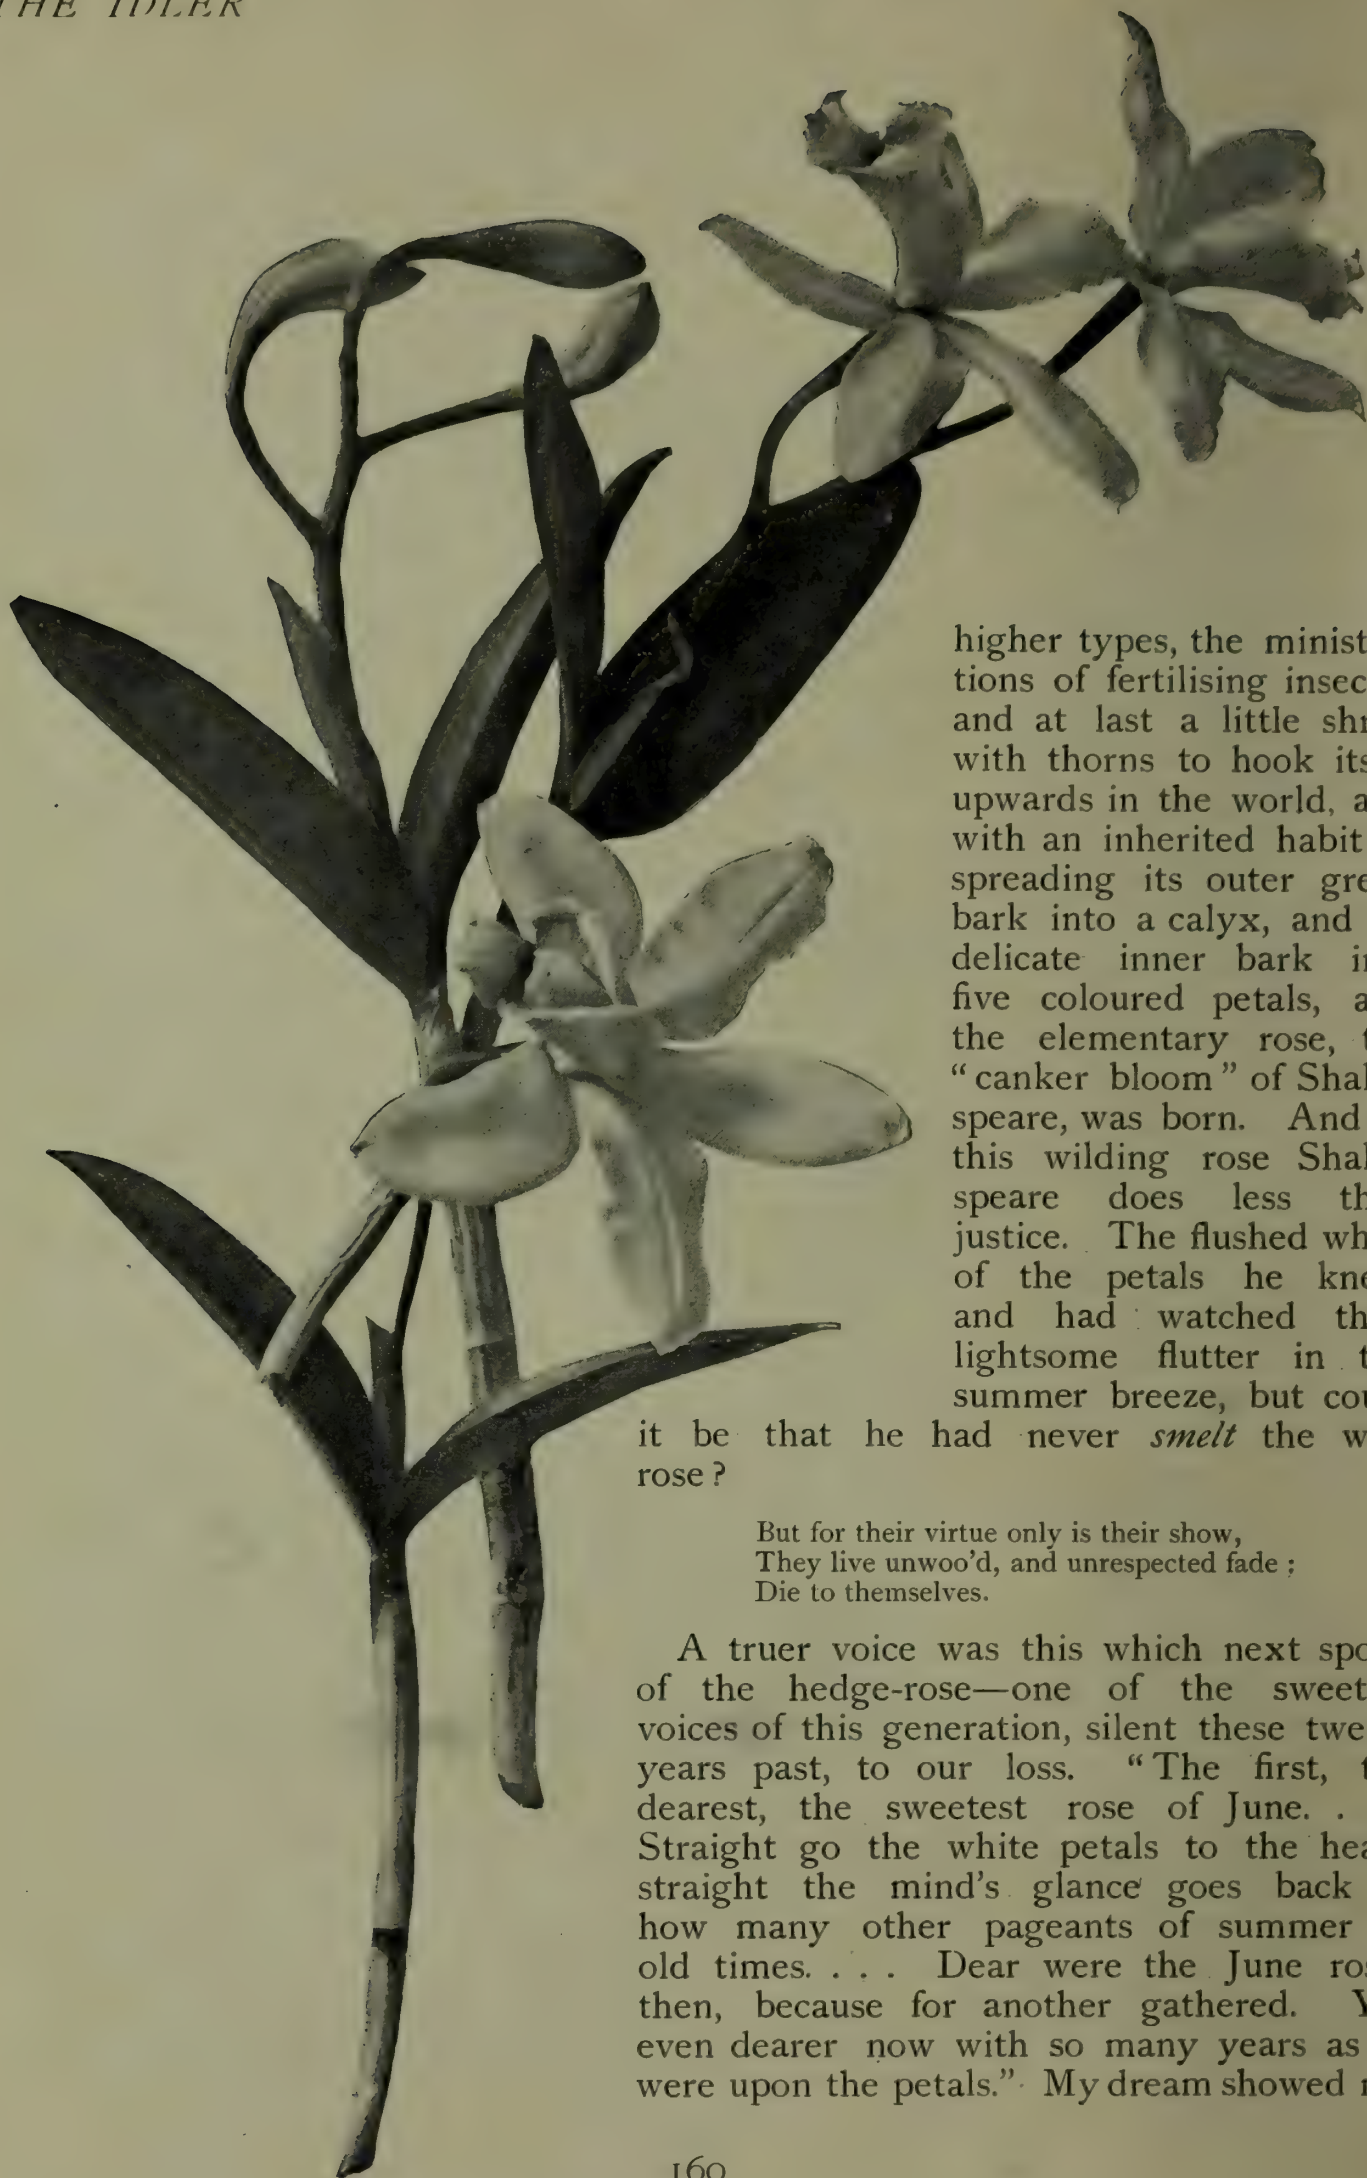 THE IDLER
higher types, the minist
tions of fertilising insec
and at last a little shr
with thorns to hook its
upwards in the world, a
with an inherited habit
spreading its outer gre
bark into a calyx, and
delicate inner bark in
five coloured petals, a
the elementary rose, t
“canker bloom” of Shak
speare, was born. And
this wilding rose Shak
speare does less th
justice. The flushed whi
of the petals he kne
and had watched th
lightsome flutter in t
summer breeze, but cou
it be that he had never smelt the w
rose?
But for their virtue only is their show,
They live unwoo’d, and unrespected fade;
Die to themselves.
A truer voice was this which next spo
of the hedge-rose—one of the sweet
voices of this generation, silent these twe
years past, to our loss. “The first, t
dearest, the sweetest rose of June. .
Straight go the white petals to the hea
straight the mind’s glance goes back
how many other pageants of summer
old times. . . . Dear were the June ros
then, because for another gathered. Y
even dearer now with so many years as
were upon the petals.” My dream showed
160